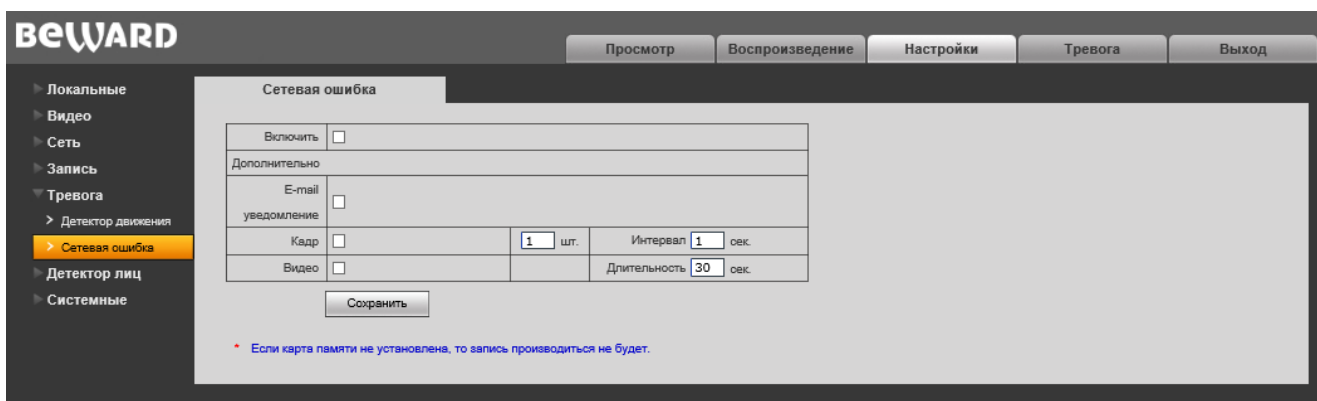 BEWARD
Просмотр Воспроизведение Настройки Тревога Выход
Локальные
Видео
Сеть
Запись
Тревога
> Детектор движения
> Сетевая ошибка
Детектор лиц
Системные
Сетевая ошибка
Включить
Дополнительно
E-mail
уведомление
Кадр 1 шт. Интервал 1 сек.
Видео Длительность 30 сек.
Сохранить
* Если карта памяти не установлена, то запись производиться не будет.